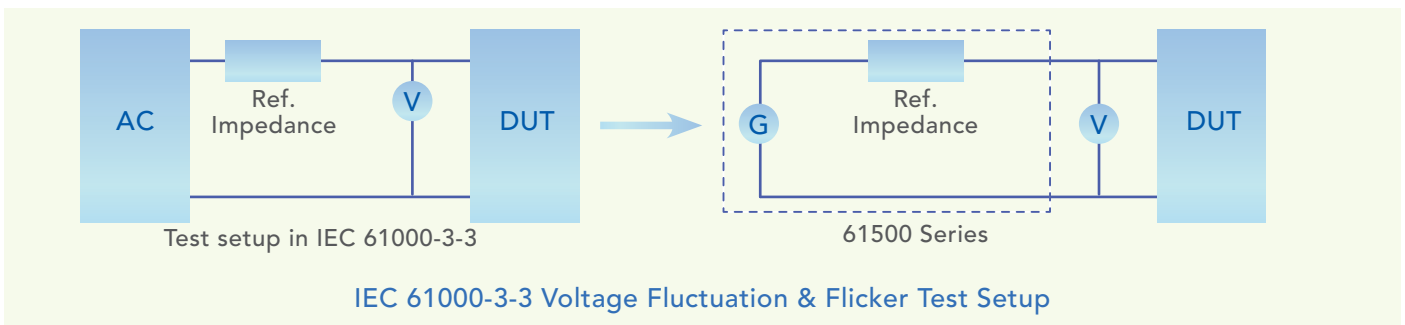 AC
Ref.
Impedance
V
DUT
Test setup in IEC 61000-3-3
G
Ref.
Impedance
V
DUT
61500 Series
IEC 61000-3-3 Voltage Fluctuation & Flicker Test Setup